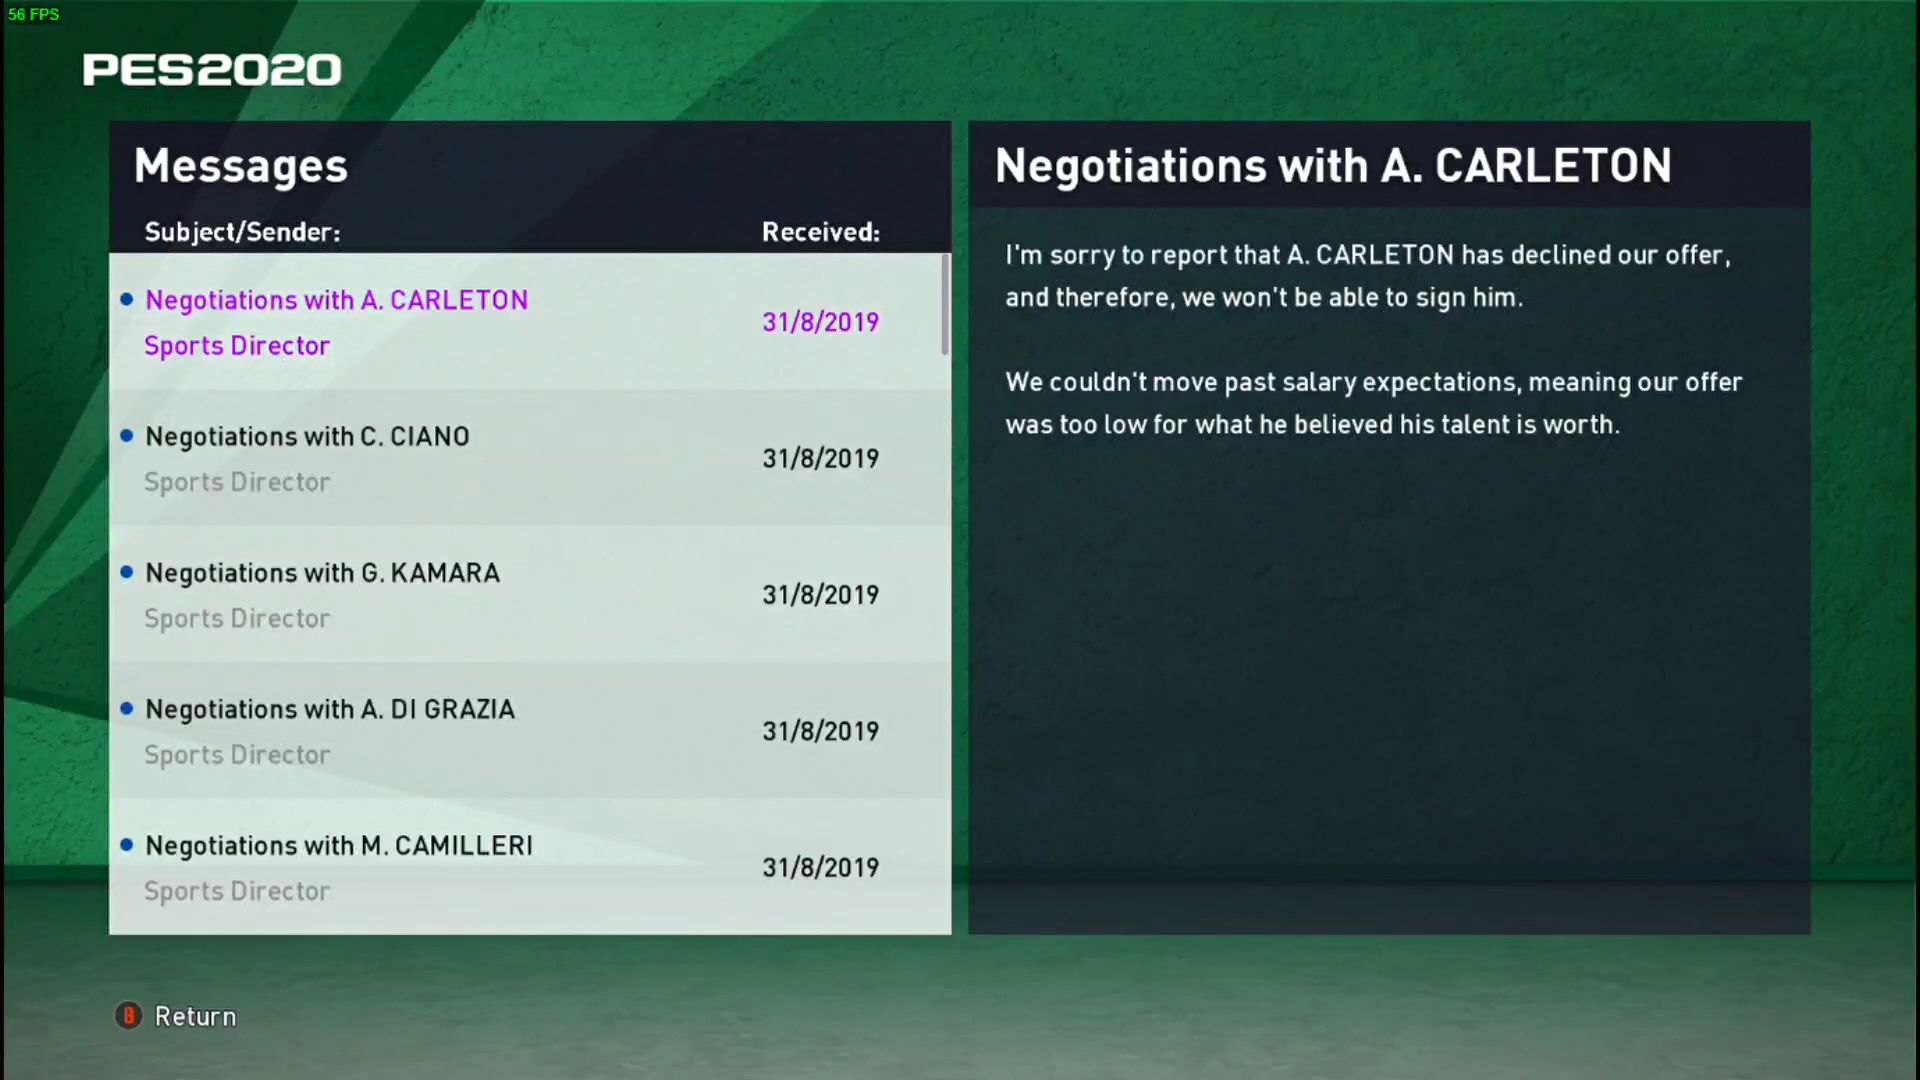 56 FPS
PES2020
Messages
Subject/Sender:
Received:
Negotiations with A. CARLETON
Sports Director
31/8/2019
Negotiations with C. CIANO
Sports Director
31/8/2019
Negotiations with G. KAMARA
Sports Director
31/8/2019
Negotiations with A. DI GRAZIA
Sports Director
31/8/2019
Negotiations with M. CAMILLERI
Sports Director
31/8/2019
Negotiations with A. CARLETON
I'm sorry to report that A. CARLETON has declined our offer,
and therefore, we won't be able to sign him.
We couldn't move past salary expectations, meaning our offer
was too low for what he believed his talent is worth.
B Return